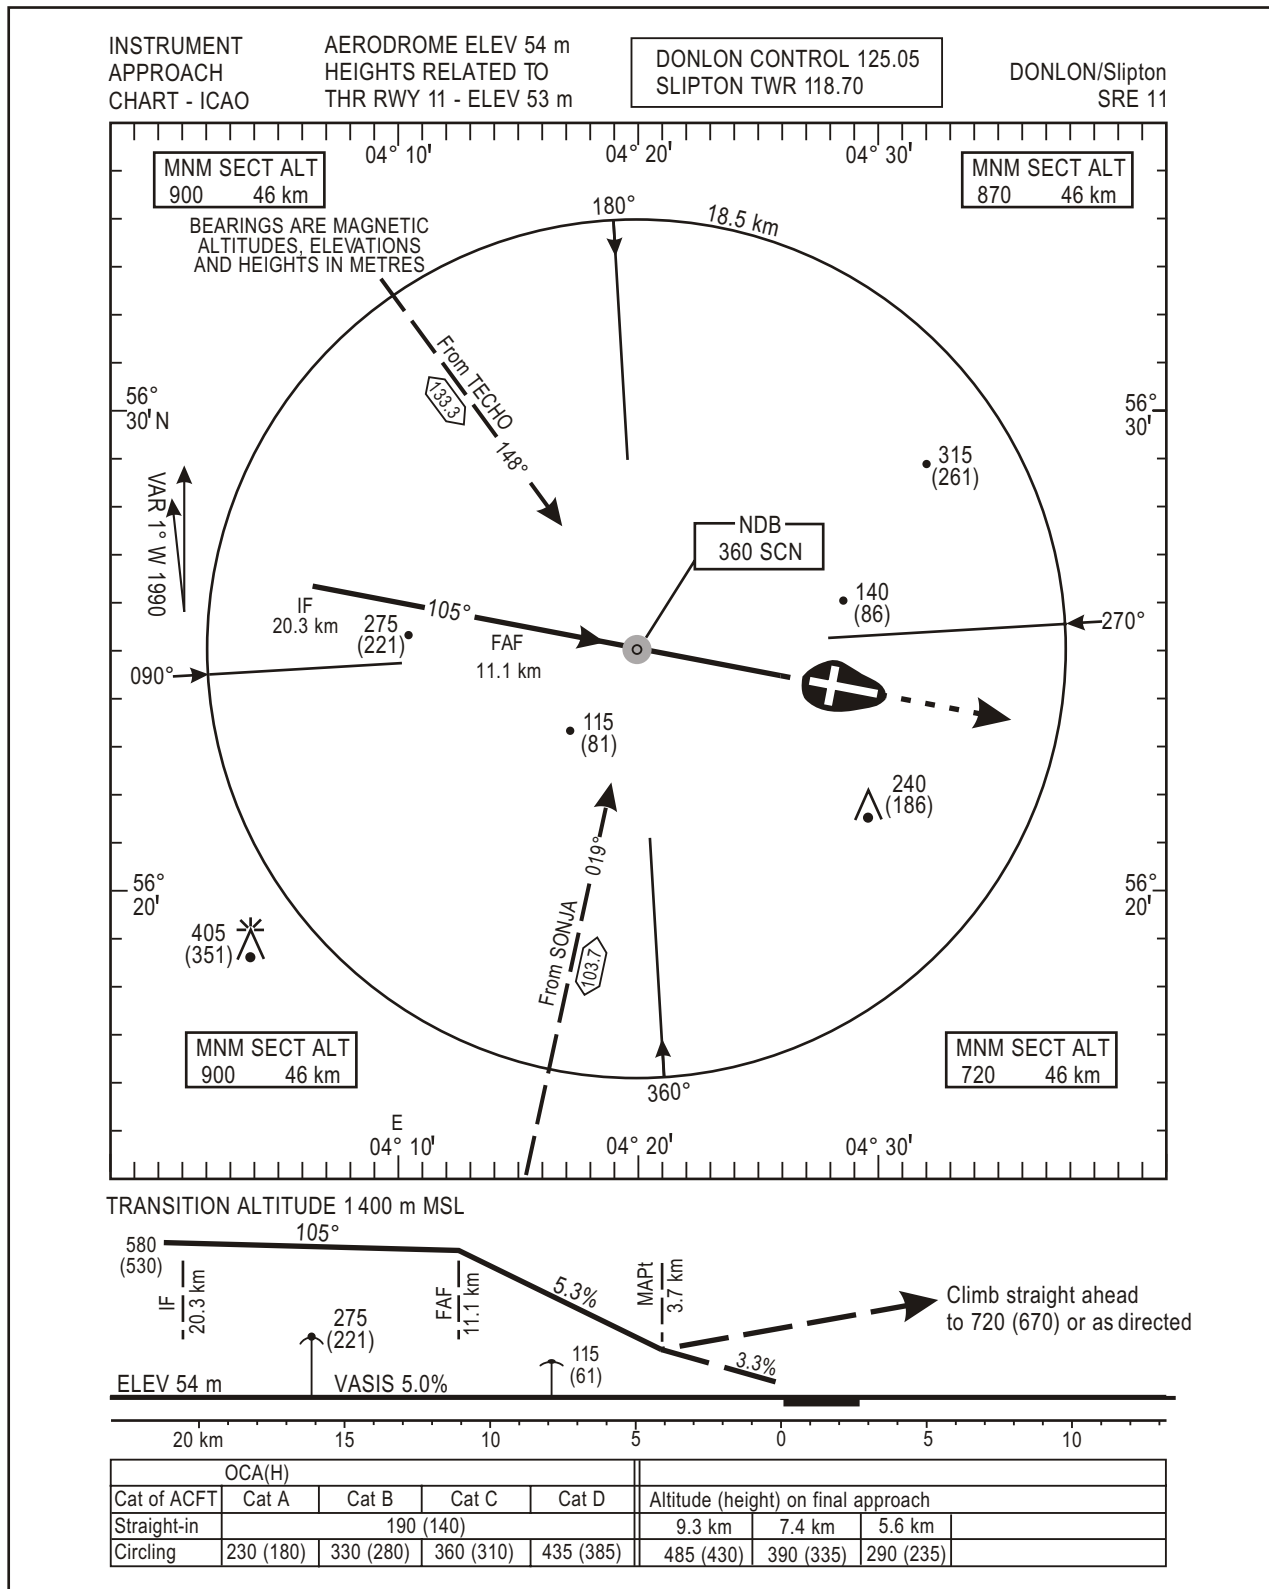 INSTRUMENT
APPROACH
CHART - ICAO
AERODROME ELEV 54 m
HEIGHTS RELATED TO
THR RWY 11 - ELEV 53 m
DONLON CONTROL 125.05
SLIPTON TWR 118.70
DONLON/Slipton
SRE 11
04° 10'
04° 20'
04° 30'
MNM SECT ALT
900 46 km
MNM SECT ALT
870 46 km
BEARINGS ARE MAGNETIC
ALTITUDES, ELEVATIONS
AND HEIGHTS IN METRES
180°
18.5 km
From TECHO
133.3
148°
56°
30' N
56°
30'
315
(261)
VAR 1° W 1990
NDB
360 SCN
140
(86)
IF
20.3 km
105°
275
(221)
FAF
11.1 km
270°
090°
115
(81)
240
(186)
019°
From SONJA
103.7
56°
20'
56°
20'
405
(351)
MNM SECT ALT
900 46 km
MNM SECT ALT
720 46 km
360°
E
04° 10'
04° 20'
04° 30'
TRANSITION ALTITUDE 1 400 m MSL
105°
580
(530)
IF
20.3 km
FAF
11.1 km
5.3%
MAPt
3.7 km
Climb straight ahead
to 720 (670) or as directed
275
(221)
115
(61)
3.3%
ELEV 54 m
VASIS 5.0%
20 km 15 10 5 0 5 10
OCA(H)
Cat of ACFT Cat A Cat B Cat C Cat D Altitude (height) on final approach
Straight-in 190 (140) 9.3 km 7.4 km 5.6 km
Circling 230 (180) 330 (280) 360 (310) 435 (385) 485 (430) 390 (335) 290 (235)